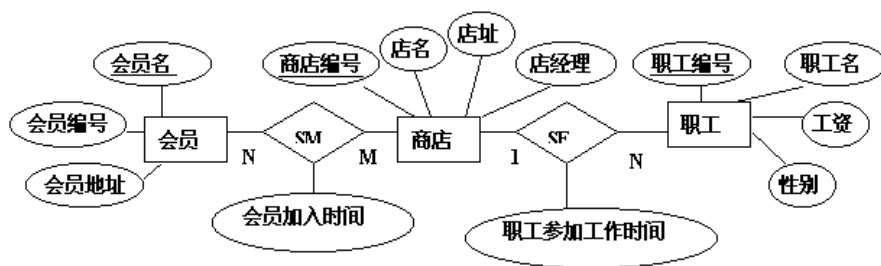 会员名
商店编号
店名
店址
店经理
职工编号
职工名
会员编号
会员
SM
商店
SE
职工
工资
N
M
1
N
会员地址
性别
会员加入时间
职工参加工作时间